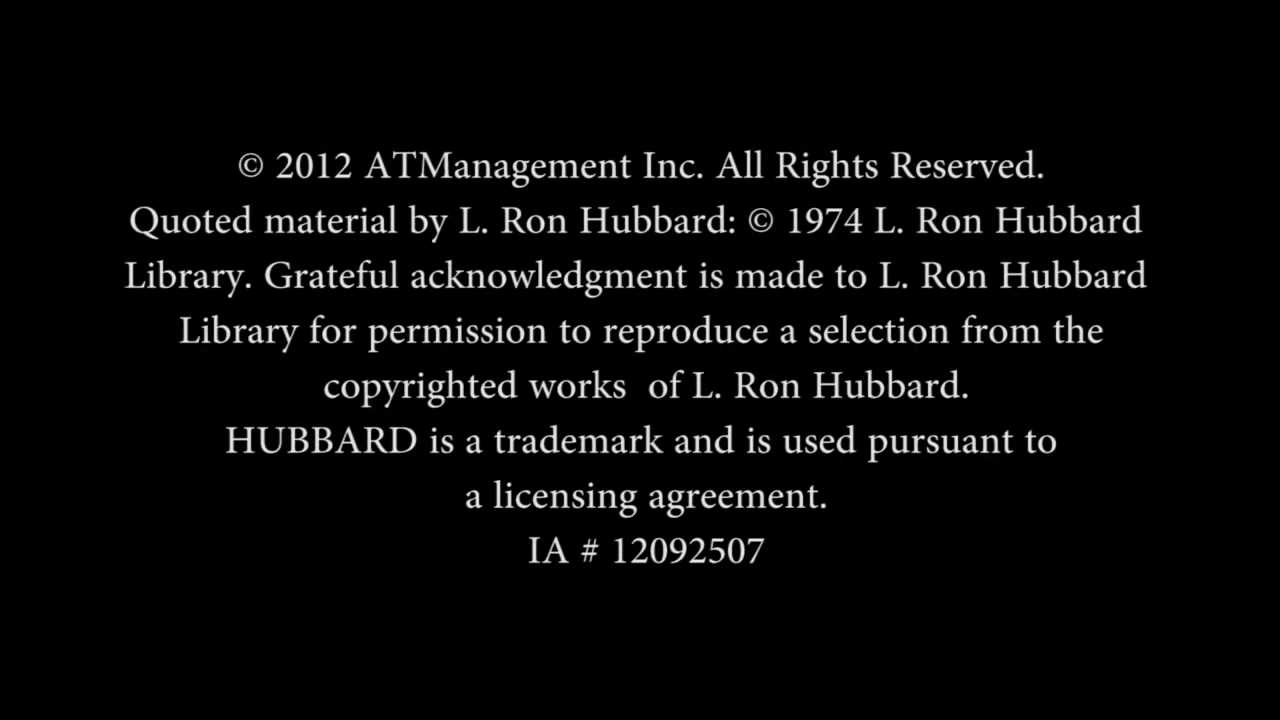 © 2012 ATManagement Inc. All Rights Reserved.
Quoted material by L. Ron Hubbard: © 1974 L. Ron Hubbard
Library. Grateful acknowledgment is made to L. Ron Hubbard
Library for permission to reproduce a selection from the
copyrighted works  of L. Ron Hubbard.
HUBBARD is a trademark and is used pursuant to
a licensing agreement.
IA # 12092507